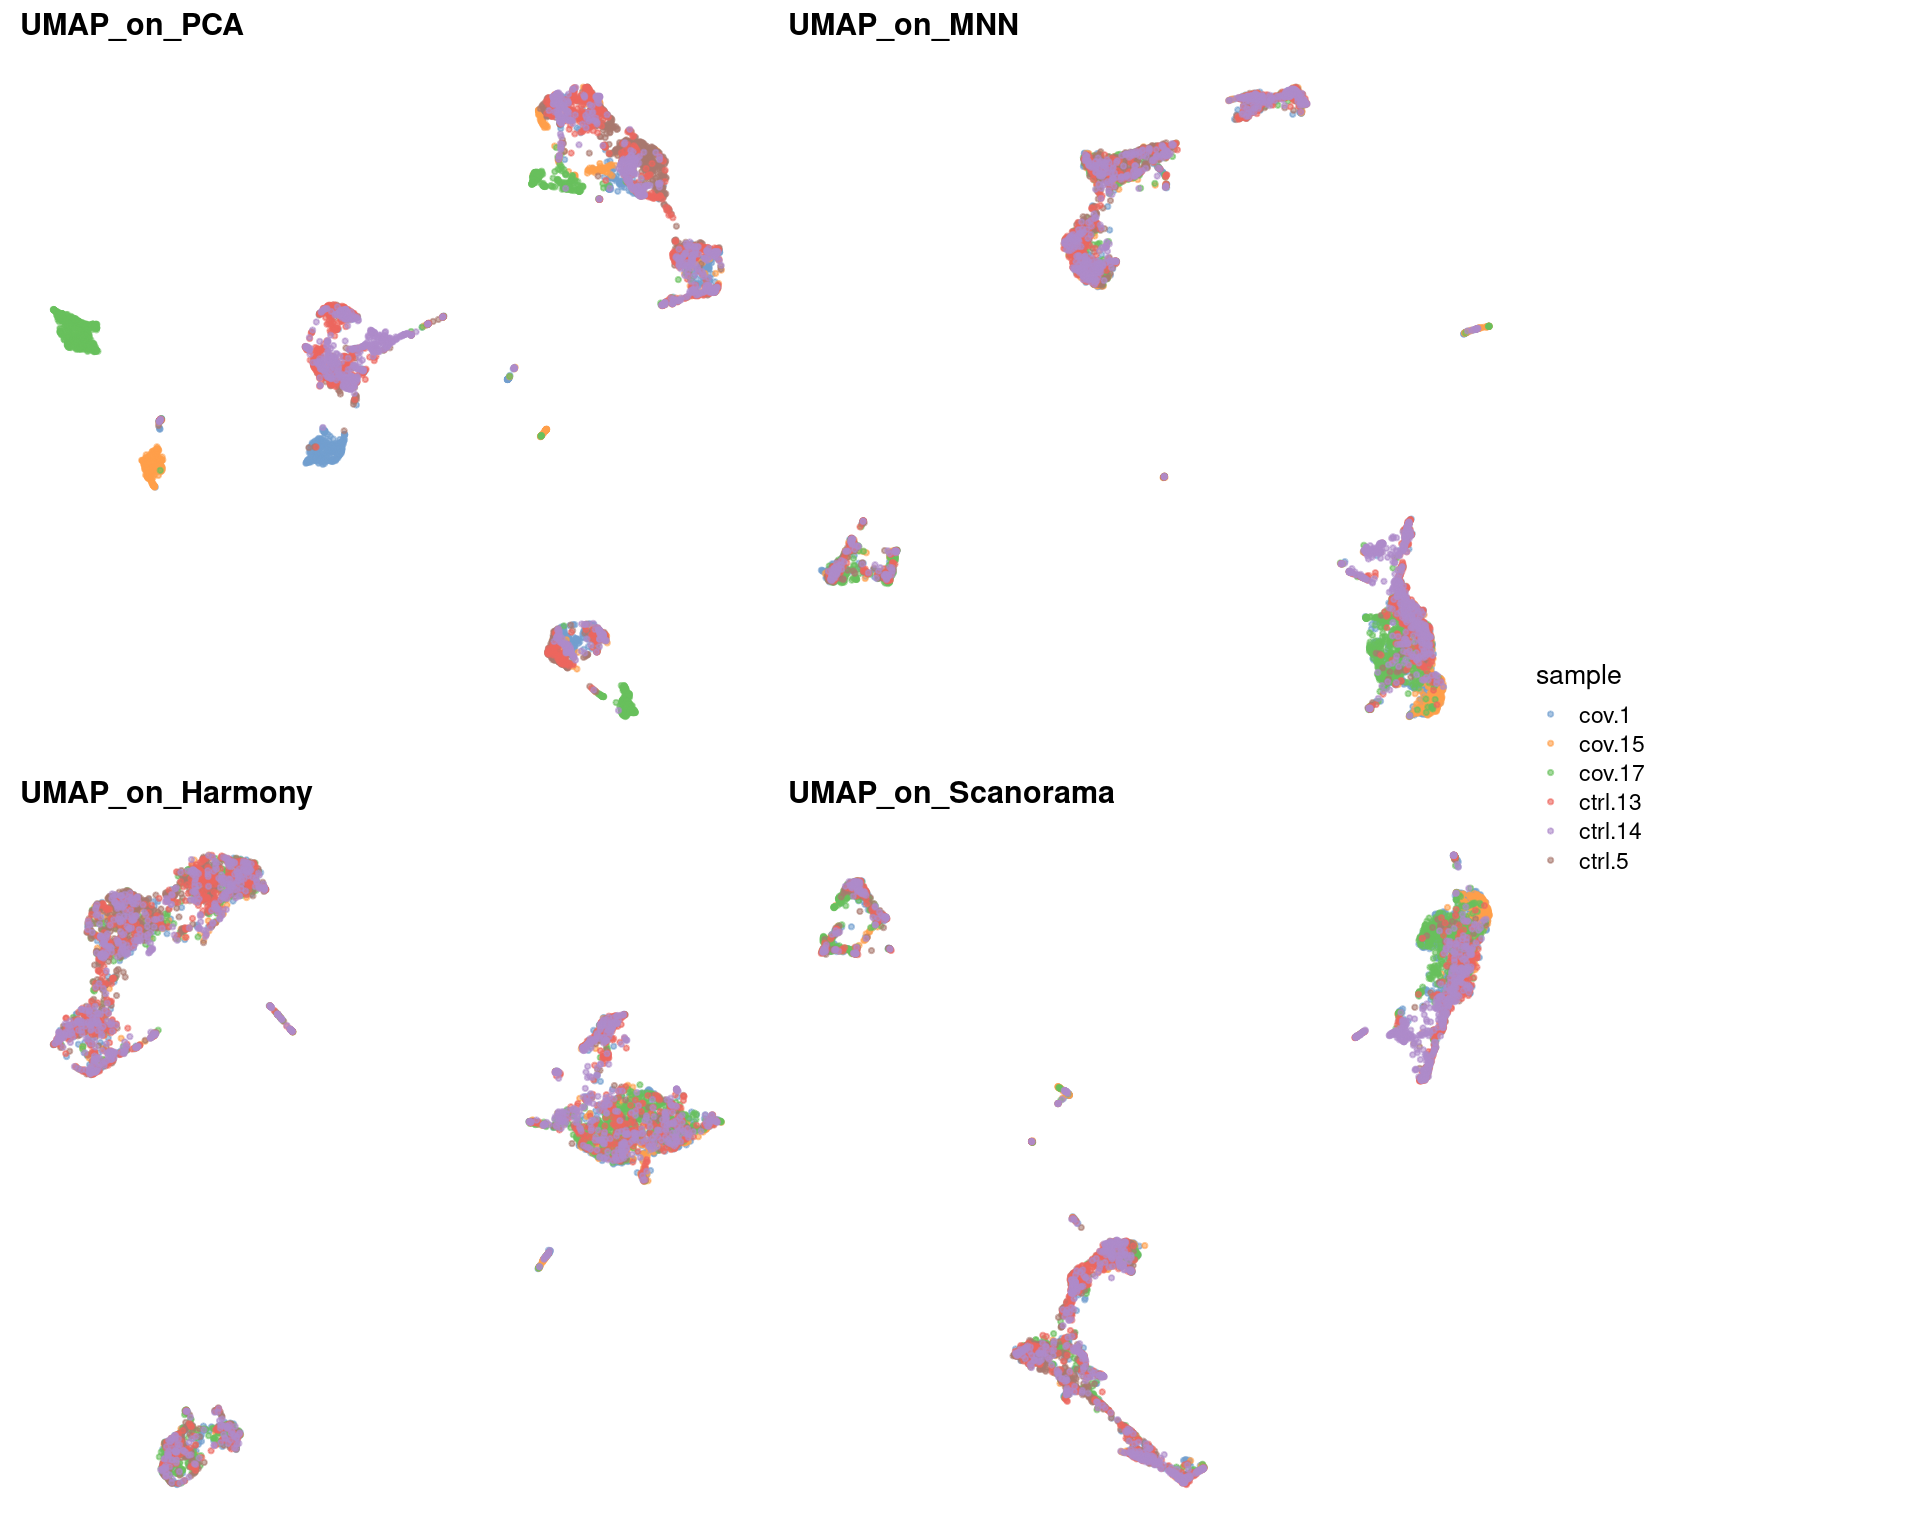 UMAP_on_PCA
UMAP_on_MNN
sample
cov.1
cov.15
cov.17
ctrl.13
ctrl.14
ctrl.5
UMAP_on_Harmony
UMAP_on_Scanorama